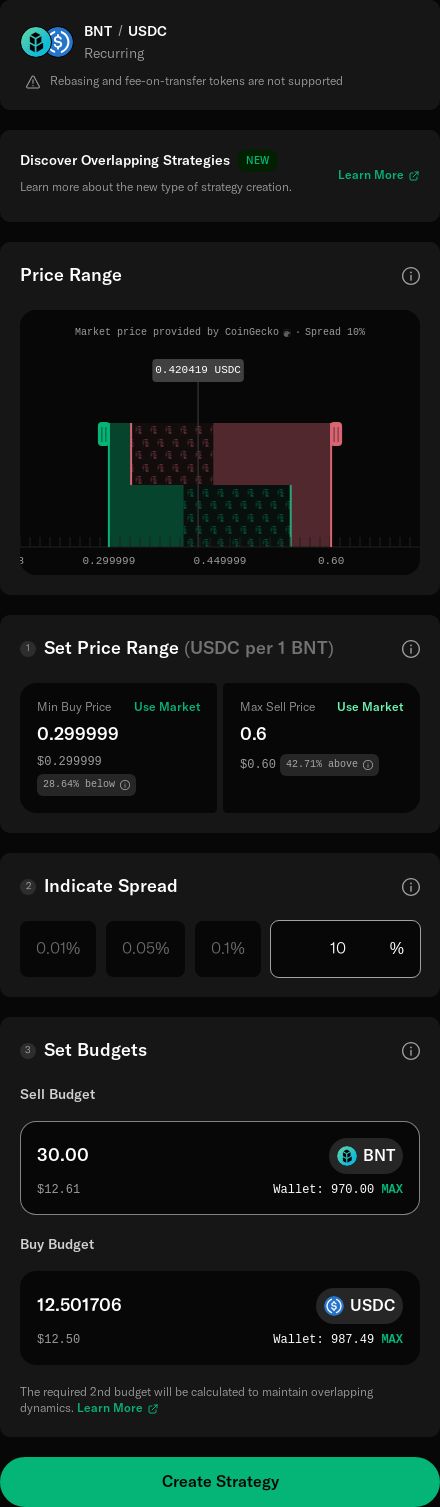 BNT / USDC
Recurring
Rebasing and fee-on-transfer tokens are not supported
Discover Overlapping Strategies NEW
Learn more about the new type of strategy creation.
Learn More
Price Range
Market price provided by CoinGecko · Spread 10%
0.420419 USDC
0.299999 0.449999 0.60
1 Set Price Range (USDC per 1 BNT)
Min Buy Price Use Market
0.299999
$0.299999
28.64% below
Max Sell Price Use Market
0.6
$0.60 42.71% above
2 Indicate Spread
0.01% 0.05% 0.1% 10 %
3 Set Budgets
Sell Budget
30.00 BNT
$12.61 Wallet: 970.00 MAX
Buy Budget
12.501706 USDC
$12.50 Wallet: 987.49 MAX
The required 2nd budget will be calculated to maintain overlapping
dynamics. Learn More
Create Strategy